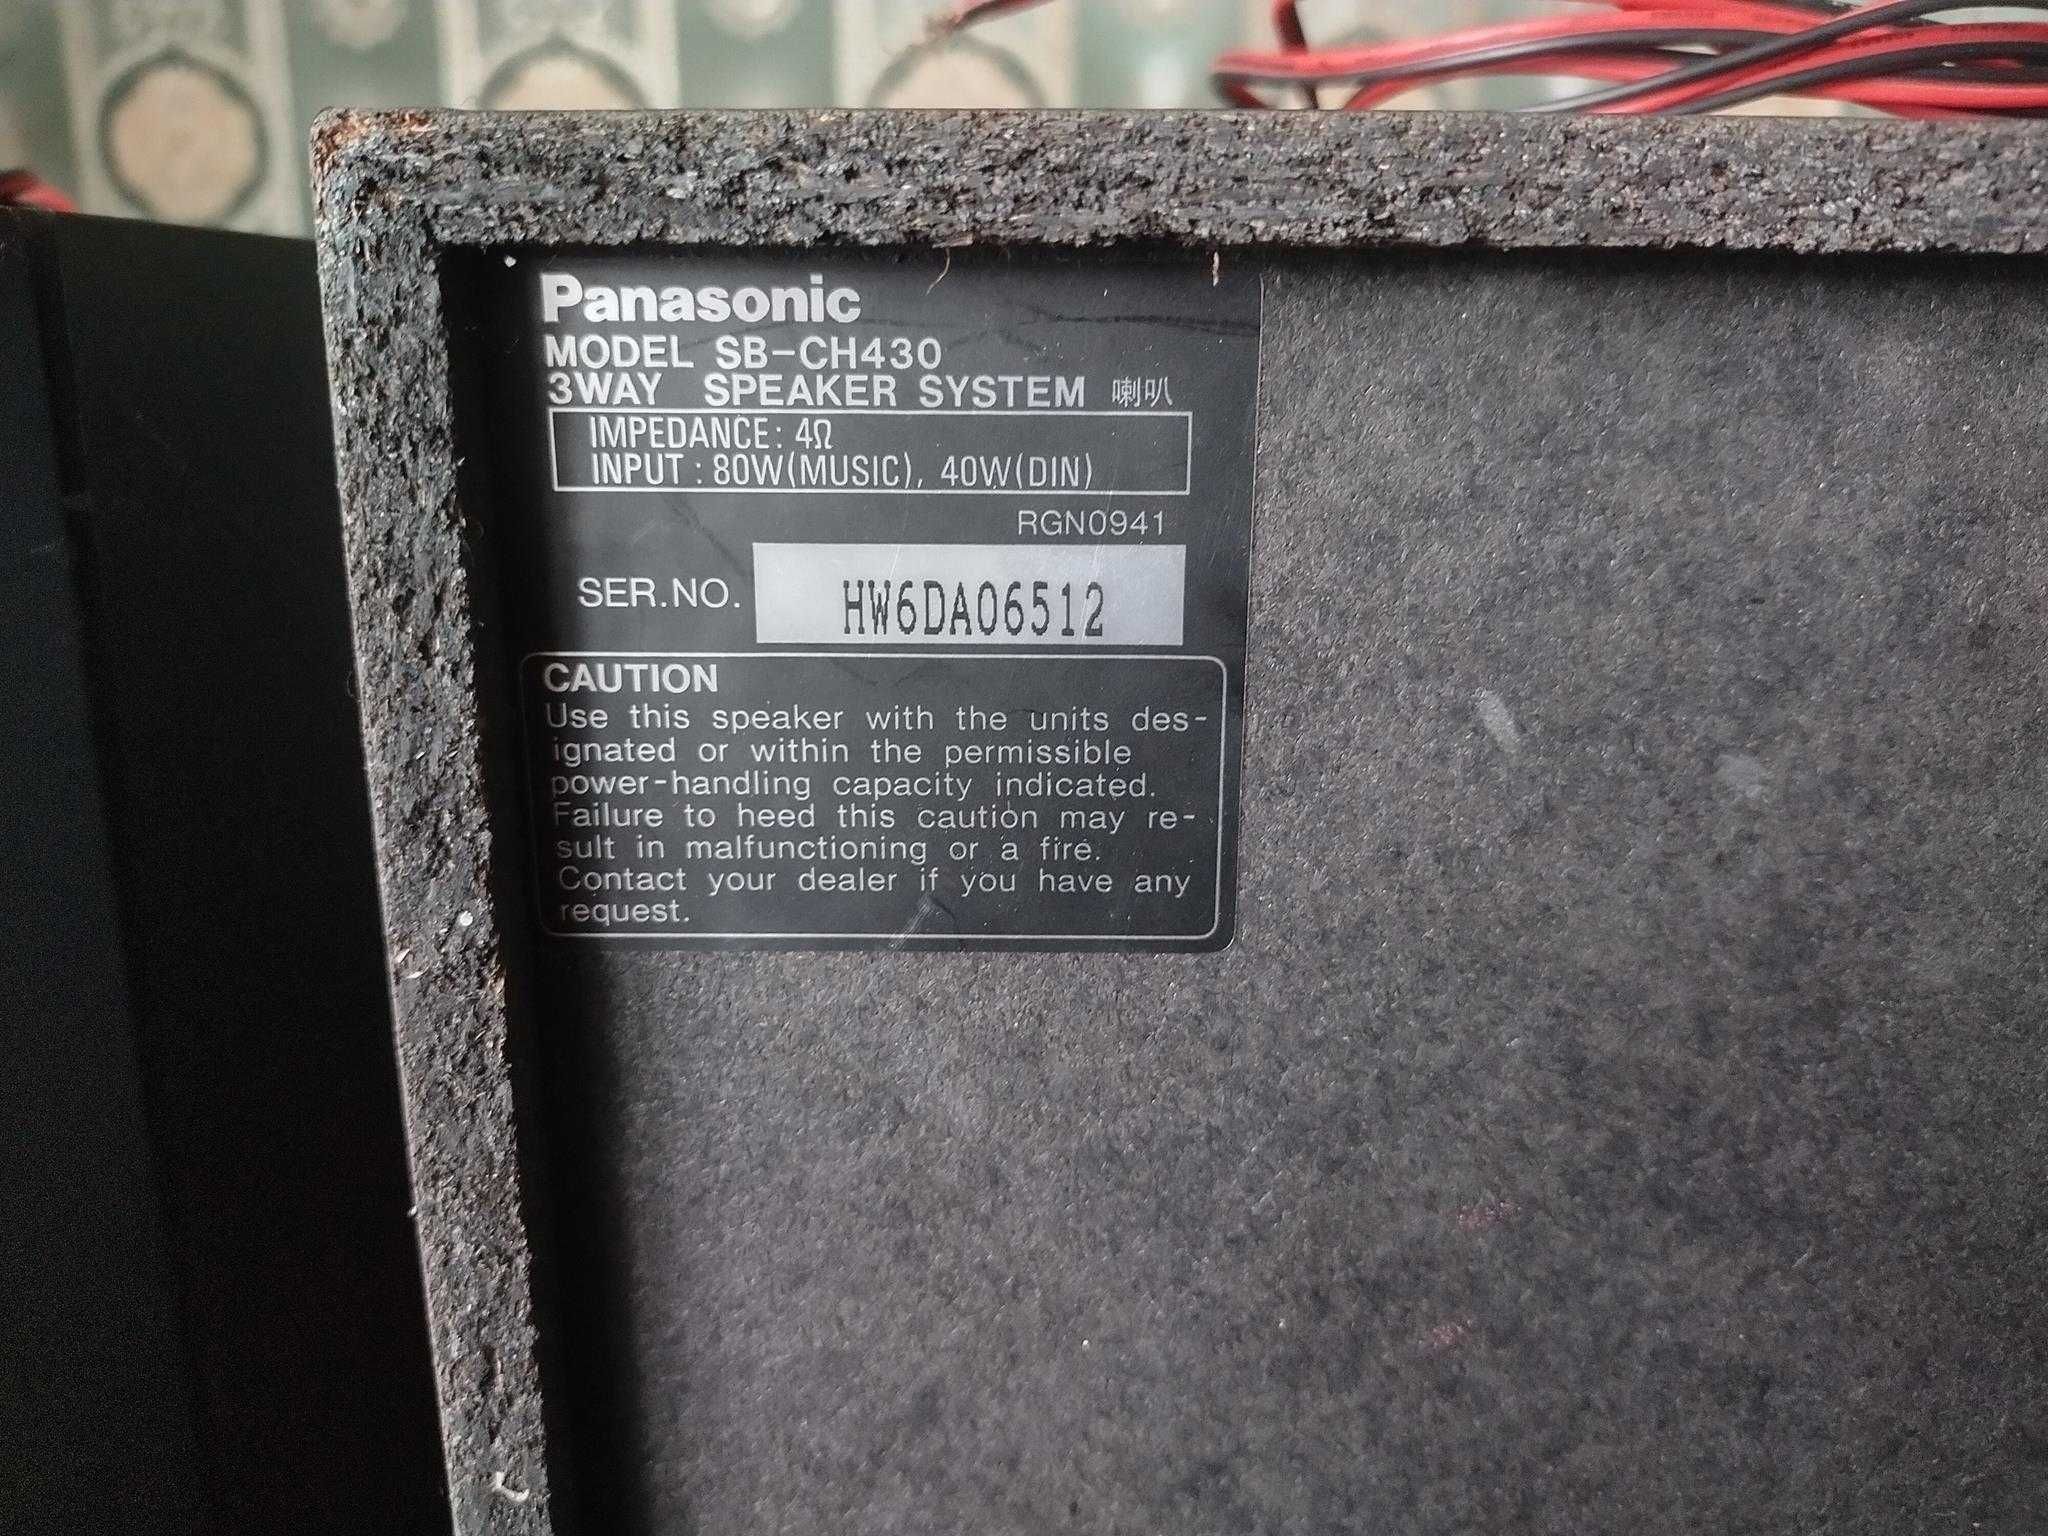 Panasonic
MODEL SB-CH430
3WAY SPEAKER SYSTEM 喇叭
IMPEDANCE: 4Ω
INPUT : 80W(MUSIC), 40W(DIN)
RGN0941
SER.NO. HW6DA06512
CAUTION
Use this speaker with the units des-
ignated or within the permissible
power-handling capacity indicated.
Failure to heed this caution may re-
sult in malfunctioning or a fire.
Contact your dealer if you have any
request.